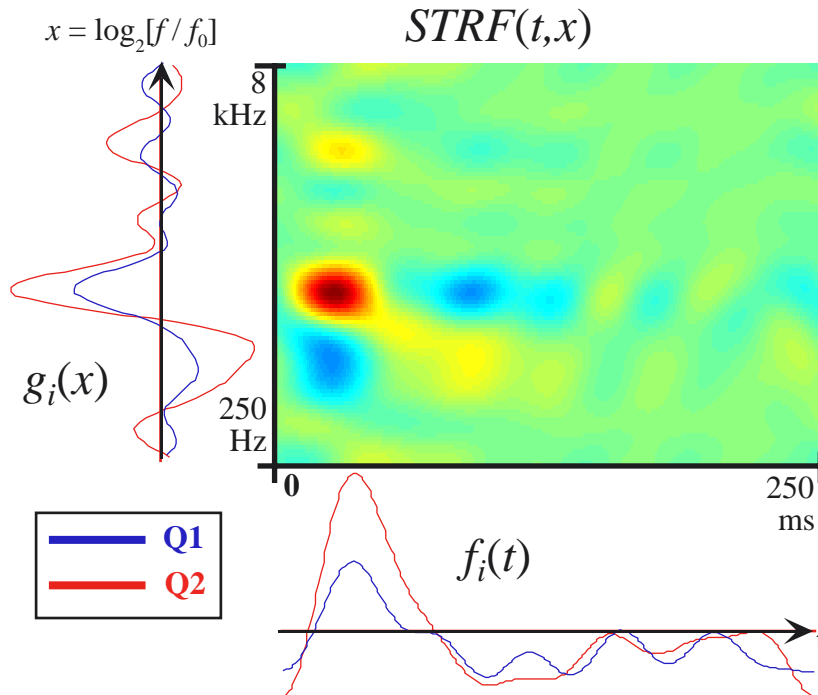 x = log₂[f/f₀]
STRF(t,x)
8
kHz
gᵢ(x)
250
Hz
0
250
ms
Q1
Q2
fᵢ(t)